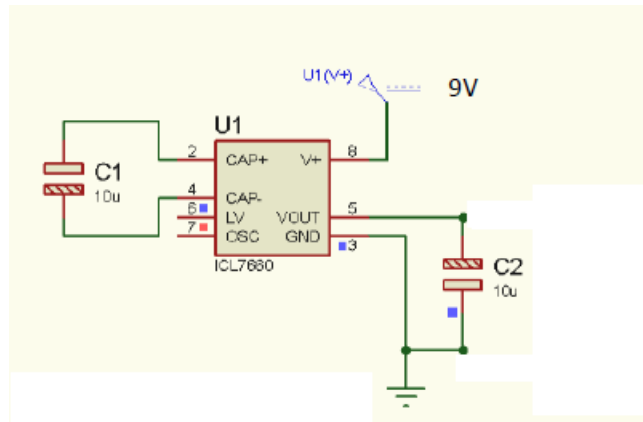 U1(V+)
9V
U1
2
CAP+
V+
8
C1
10u
4
CAP-
6
LV
VOUT
5
7
OSC
GND
3
ICL7660
C2
10u